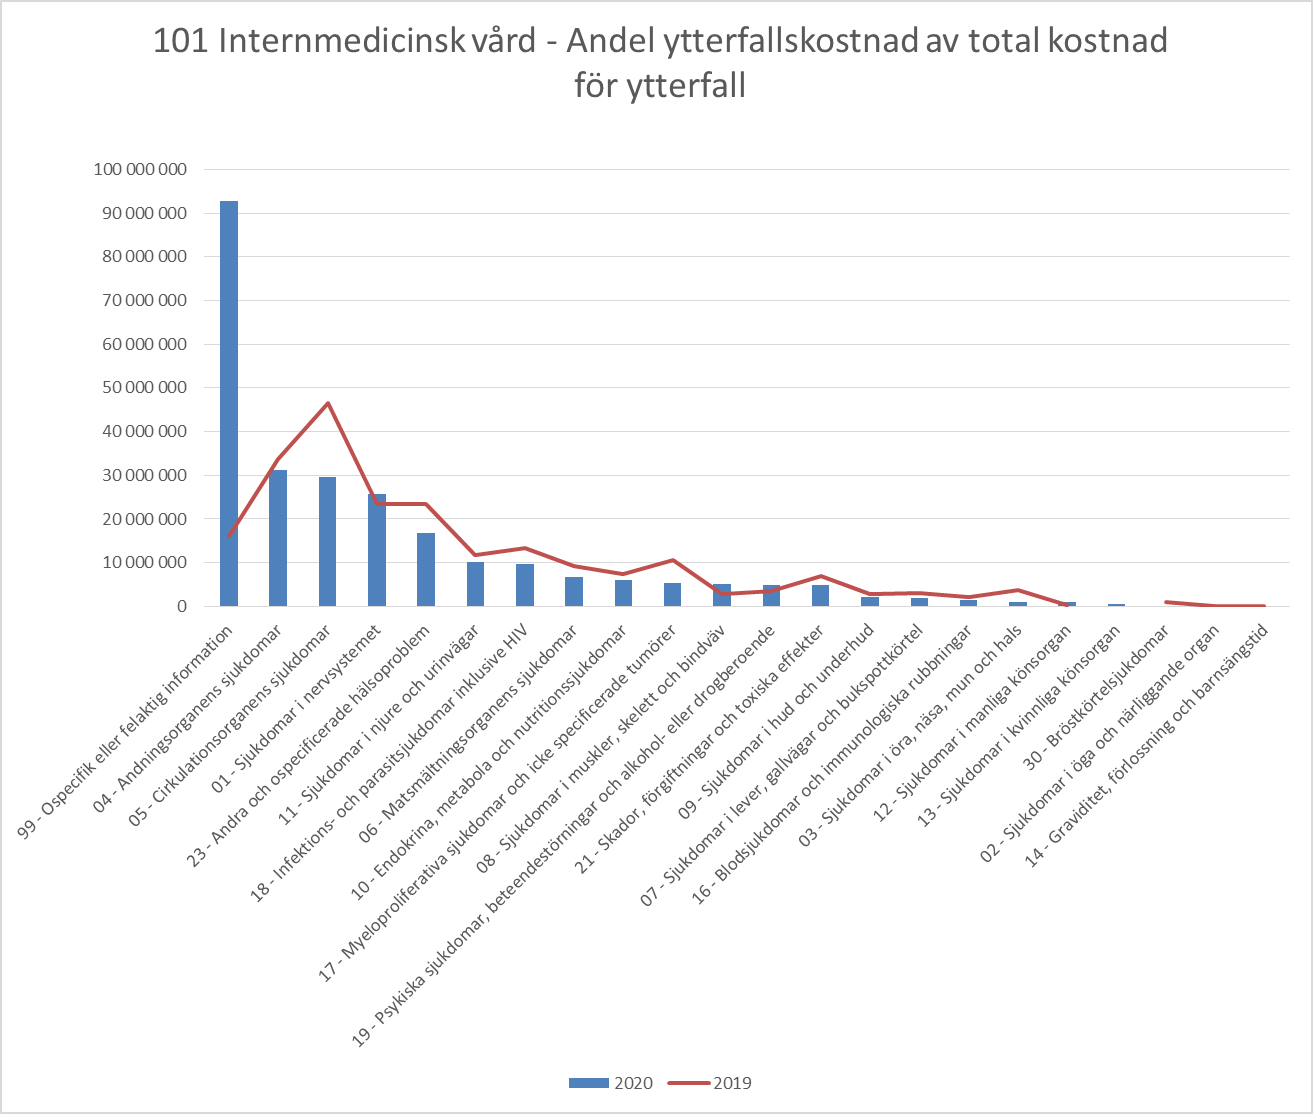 101 Internmedicinsk vård - Andel ytterfallskostnad av total kostnad
för ytterfall
100 000 000
90 000 000
80 000 000
70 000 000
60 000 000
50 000 000
40 000 000
30 000 000
20 000 000
10 000 000
0
99 - Ospecifik eller felaktig information
04 - Andningsorganens sjukdomar
05 - Cirkulationsorganens sjukdomar
01 - Sjukdomar i nervsystemet
23 - Andra och ospecificerade hälsoproblem
11 - Sjukdomar i njure och urinvägar
18 - Infektions- och parasitsjukdomar inklusive HIV
06 - Matsmältningsorganens sjukdomar
10 - Endokrina, metabola och nutritionssjukdomar
17 - Myeloproliferativa sjukdomar och icke specificerade tumörer
08 - Sjukdomar i muskler, skelett och bindväv
19 - Psykiska sjukdomar, beteendestörningar och alkohol- eller drogberoende
21 - Skador, förgiftningar och toxiska effekter
09 - Sjukdomar i hud och underhud
07 - Sjukdomar i lever, gallvägar och bukspottkörtel
16 - Blodsjukdomar och immunologiska rubbningar
03 - Sjukdomar i öra, näsa, mun och hals
12 - Sjukdomar i manliga könsorgan
13 - Sjukdomar i kvinnliga könsorgan
30 - Bröstkörtelsjukdomar
02 - Sjukdomar i öga och närliggande organ
14 - Graviditet, förlossning och barnsängstid
2020
2019